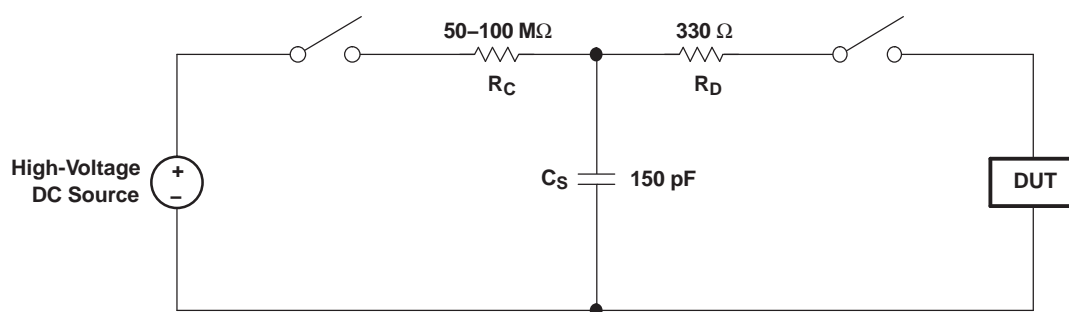 50–100 MΩ
330 Ω
R_C
R_D
High-Voltage
DC Source
+
–
C_S
150 pF
DUT